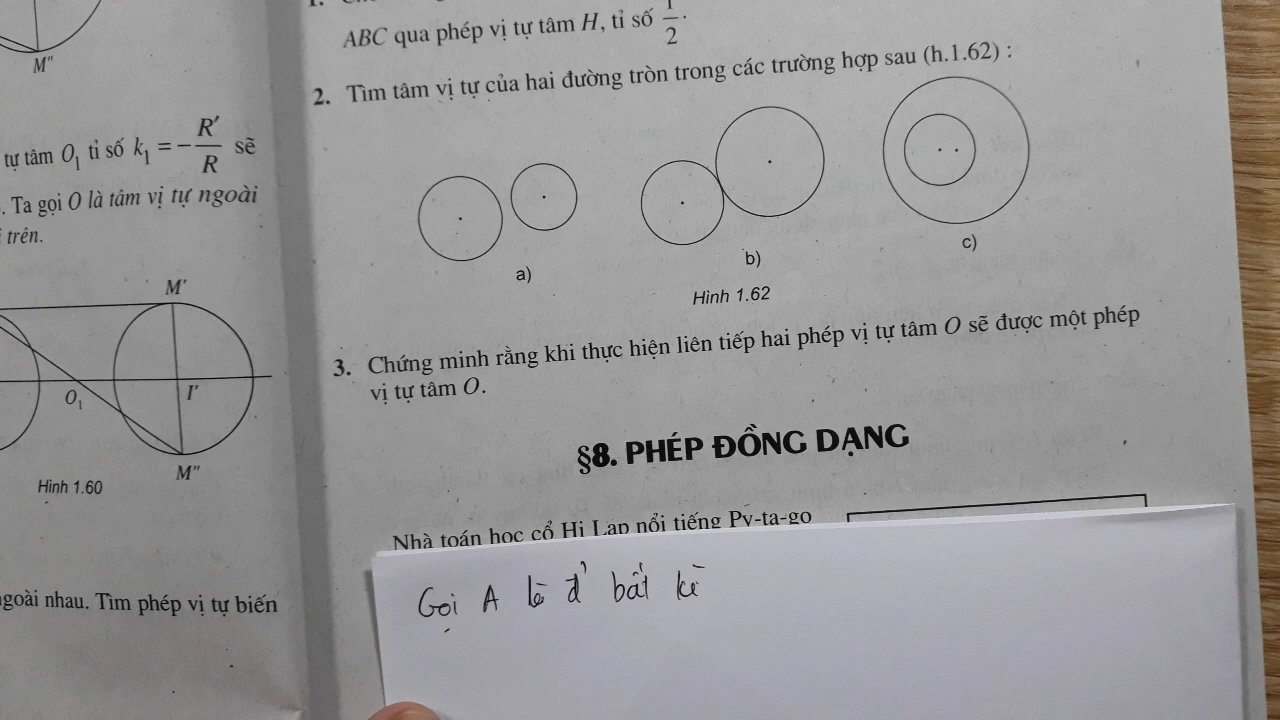 M''
tự tâm O₁ tỉ số k₁ = −R′/R sẽ
. Ta gọi O là tâm vị tự ngoài
trên.
M'
O₁
I'
M''
Hình 1.60
goài nhau. Tìm phép vị tự biến
1.
ABC qua phép vị tự tâm H, tỉ số 1/2.
2. Tìm tâm vị tự của hai đường tròn trong các trường hợp sau (h.1.62) :
a)
b)
c)
Hình 1.62
3. Chứng minh rằng khi thực hiện liên tiếp hai phép vị tự tâm O sẽ được một phép
vị tự tâm O.
§8. PHÉP ĐỒNG DẠNG
Nhà toán học cổ Hi Lạp nổi tiếng Py-ta-go
Gọi A là đ' bất kì